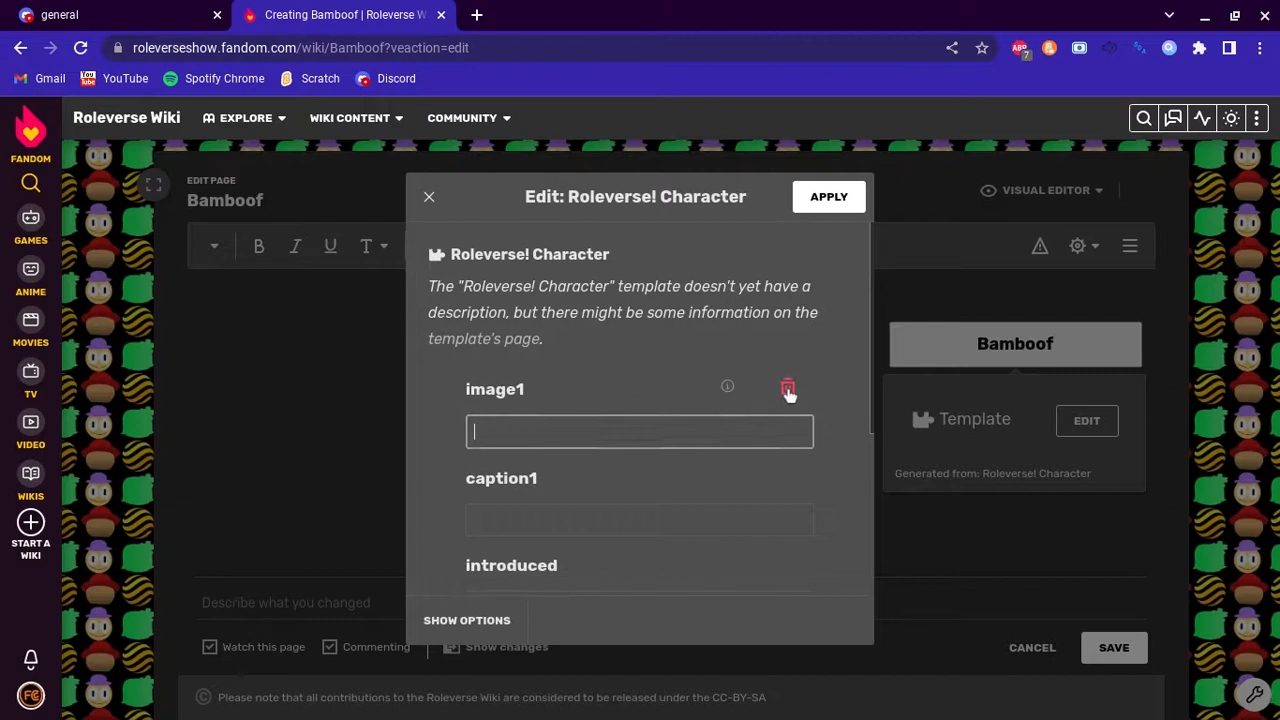 general
Creating Bamboof | Roleverse W
roleverseshow.fandom.com/wiki/Bamboof?veaction=edit
ABP
7
Gmail
YouTube
Spotify Chrome
Scratch
Discord
FANDOM
GAMES
ANIME
MOVIES
TV
VIDEO
WIKIS
START A
WIKI
FC
Roleverse Wiki
EXPLORE
WIKI CONTENT
COMMUNITY
EDIT PAGE
Bamboof
VISUAL EDITOR
B I U T
Edit: Roleverse! Character
APPLY
Roleverse! Character
The "Roleverse! Character" template doesn't yet have a
description, but there might be some information on the
template's page.
image1
caption1
introduced
SHOW OPTIONS
Bamboof
Template
EDIT
Generated from: Roleverse! Character
Describe what you changed
Watch this page
Commenting
Show changes
CANCEL
SAVE
Please note that all contributions to the Roleverse Wiki are considered to be released under the CC-BY-SA